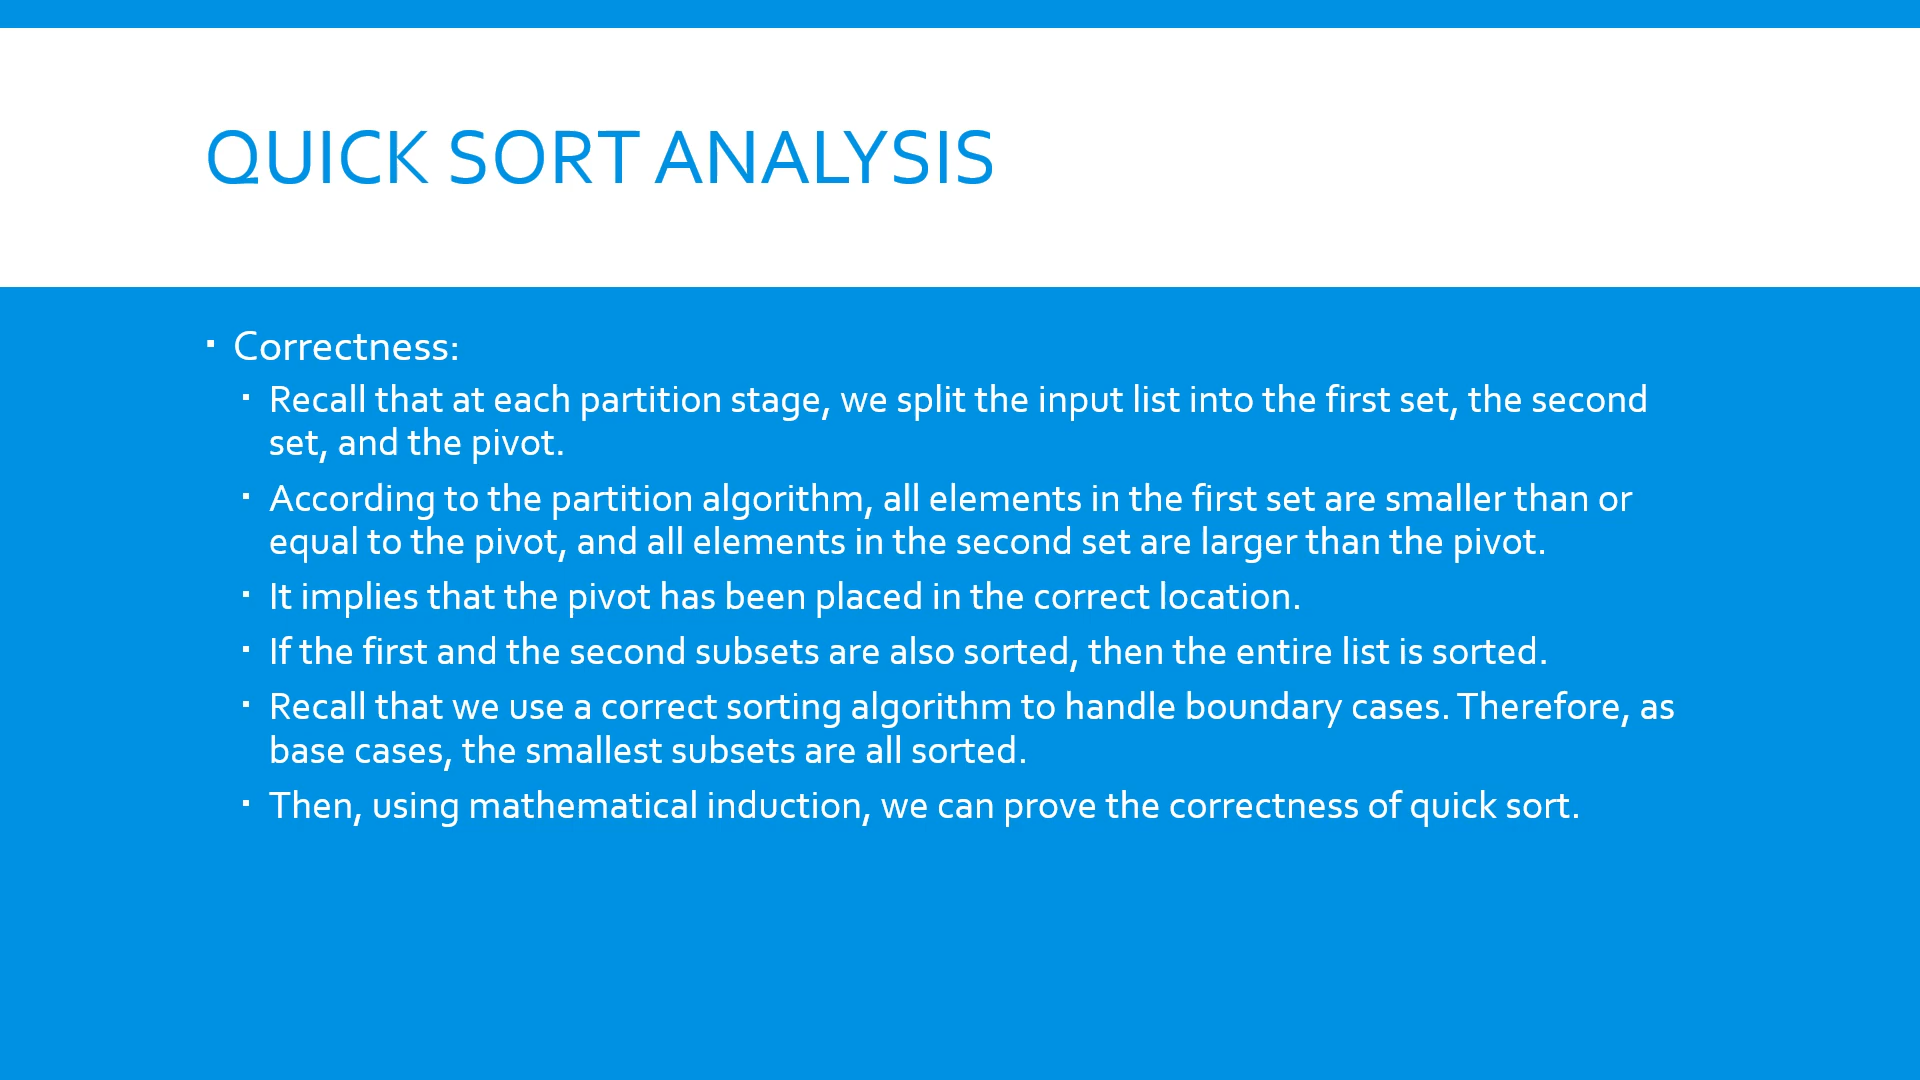 QUICK SORT ANALYSIS
▪ Correctness:
▪ Recall that at each partition stage, we split the input list into the first set, the second
set, and the pivot.
▪ According to the partition algorithm, all elements in the first set are smaller than or
equal to the pivot, and all elements in the second set are larger than the pivot.
▪ It implies that the pivot has been placed in the correct location.
▪ If the first and the second subsets are also sorted, then the entire list is sorted.
▪ Recall that we use a correct sorting algorithm to handle boundary cases. Therefore, as
base cases, the smallest subsets are all sorted.
▪ Then, using mathematical induction, we can prove the correctness of quick sort.